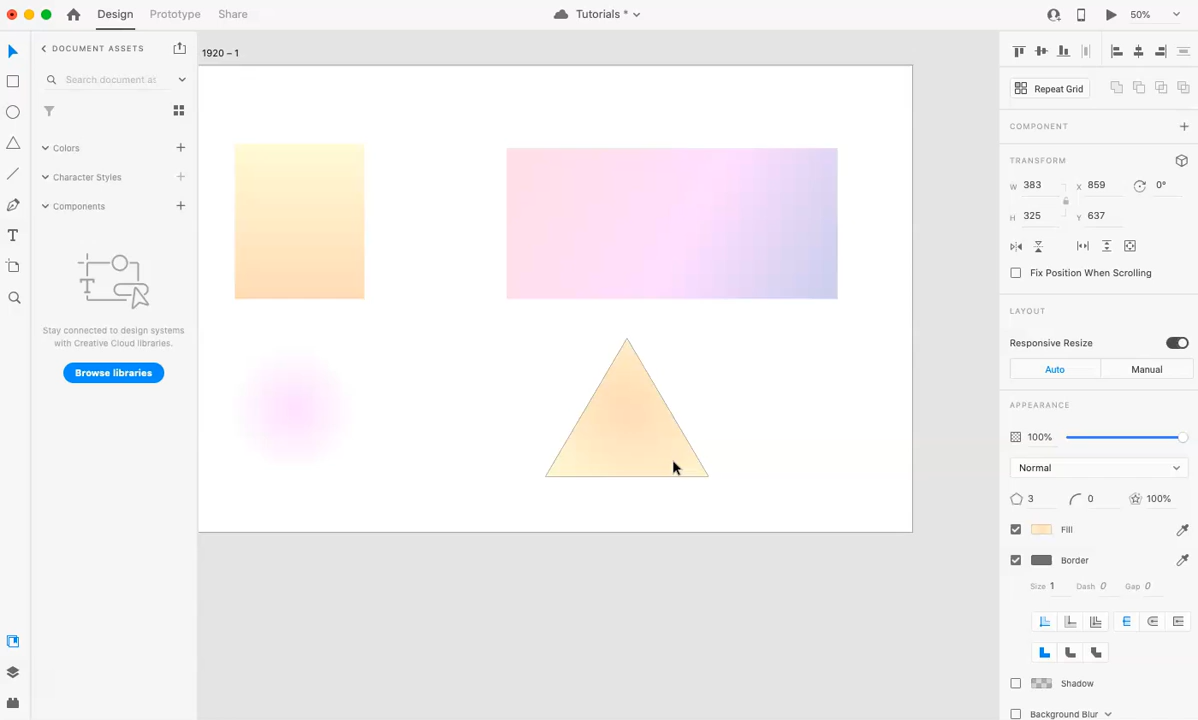 Design Prototype Share Tutorials * 50%
DOCUMENT ASSETS
Search document as
Colors
Character Styles
Components
Stay connected to design systems
with Creative Cloud libraries.
Browse libraries
1920 – 1
Repeat Grid
COMPONENT
TRANSFORM
W 383 X 859 0°
H 325 Y 637
Fix Position When Scrolling
LAYOUT
Responsive Resize
Auto Manual
APPEARANCE
100%
Normal
3 0 100%
Fill
Border
Size 1 Dash 0 Gap 0
Shadow
Background Blur